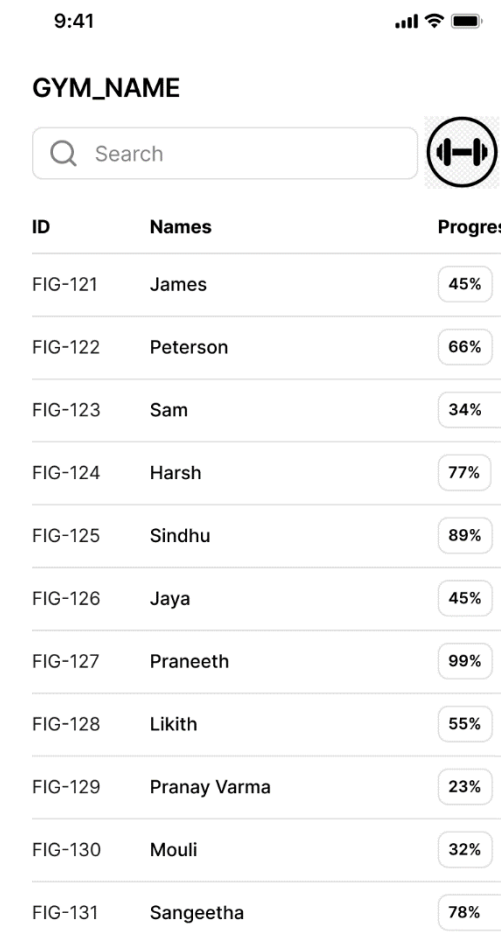 9:41
GYM_NAME
Search
ID Names Progres
FIG-121 James 45%
FIG-122 Peterson 66%
FIG-123 Sam 34%
FIG-124 Harsh 77%
FIG-125 Sindhu 89%
FIG-126 Jaya 45%
FIG-127 Praneeth 99%
FIG-128 Likith 55%
FIG-129 Pranay Varma 23%
FIG-130 Mouli 32%
FIG-131 Sangeetha 78%